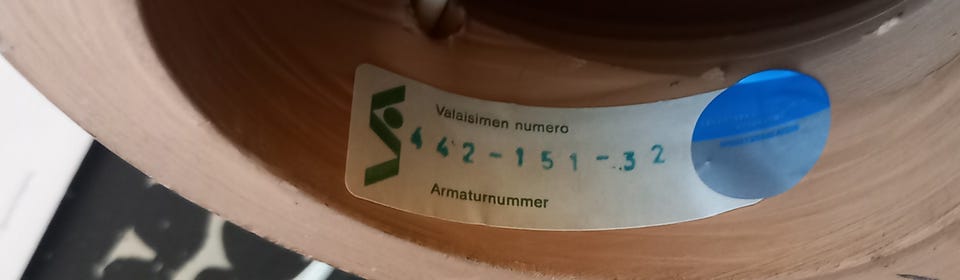 Valaisimen numero
442-151-32
Armaturnummer